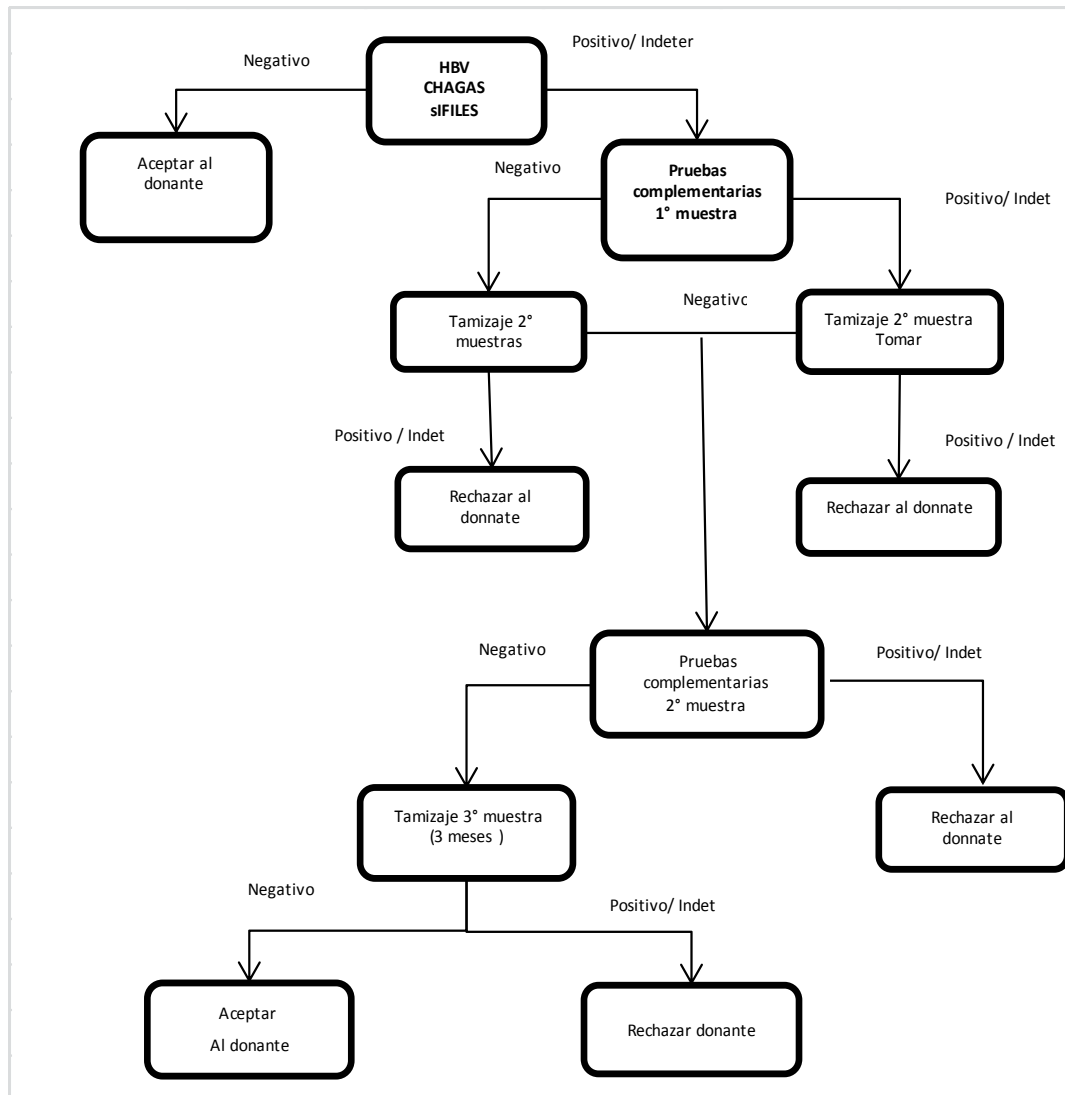 Positivo/ Indeter
Negativo
HBV
CHAGAS
sIFILES
Aceptar al
donante
Negativo
Pruebas
complementarias
1° muestra
Positivo/ Indet
Tamizaje 2°
muestras
Negativc
Tamizaje 2° muestra
Tomar
Positivo / Indet
Positivo / Indet
Rechazar al
donnate
Rechazar al donnate
Negativo
Pruebas
complementarias
2° muestra
Positivo/ Indet
Tamizaje 3° muestra
(3 meses )
Rechazar al
donnate
Negativo
Positivo/ Indet
Aceptar
Al donante
Rechazar donante